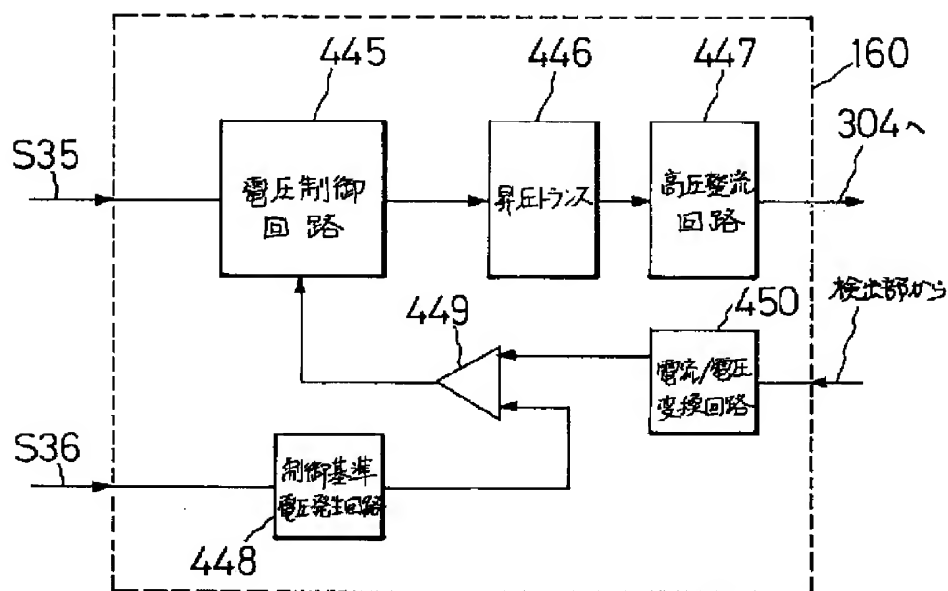 445
446
447
160
S35
304へ
電圧制御
回路
昇圧トランス
高圧整流
回路
検出部から
449
450
電流/電圧
変換回路
S36
制御基準
電圧発生回路
448